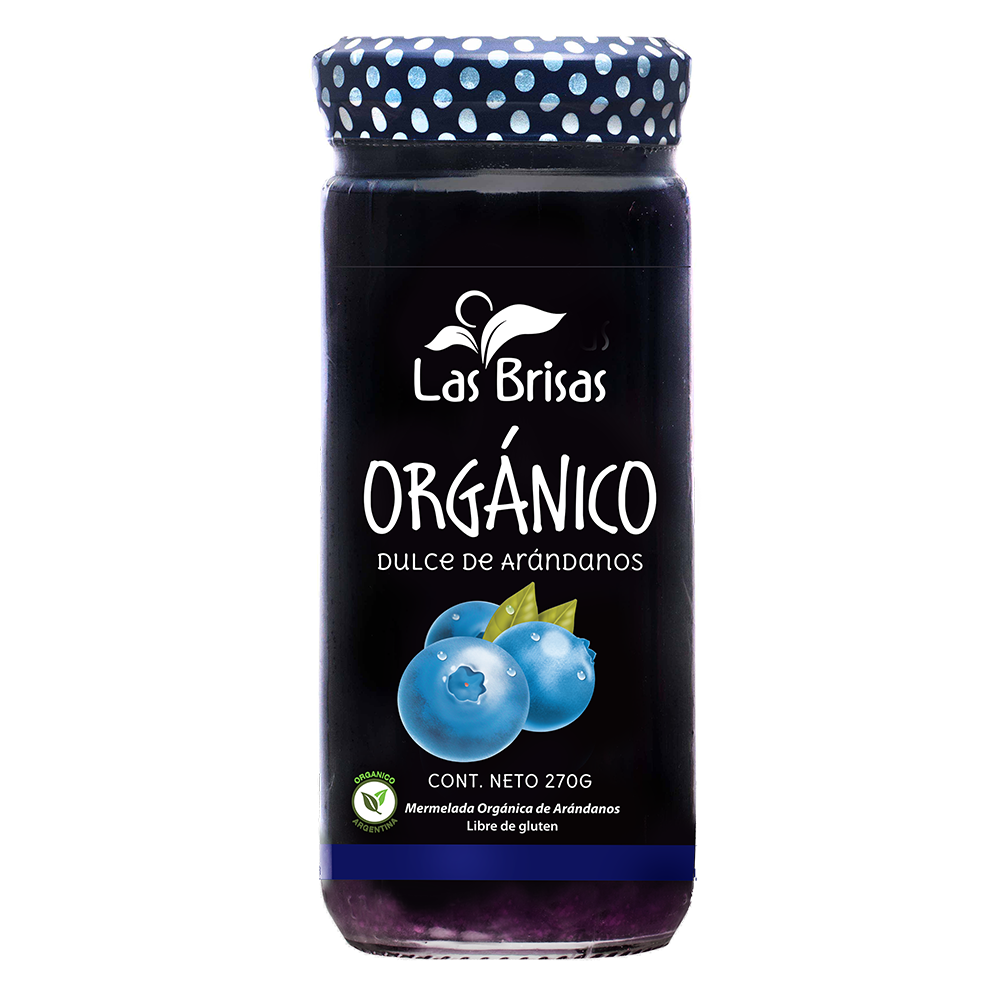 Las Brisas
ORGÁNICO
DULCE DE ARÁNDANOS
CONT. NETO 270G
ORGANICO
ARGENTINA
Mermelada Orgánica de Arándanos
Libre de gluten